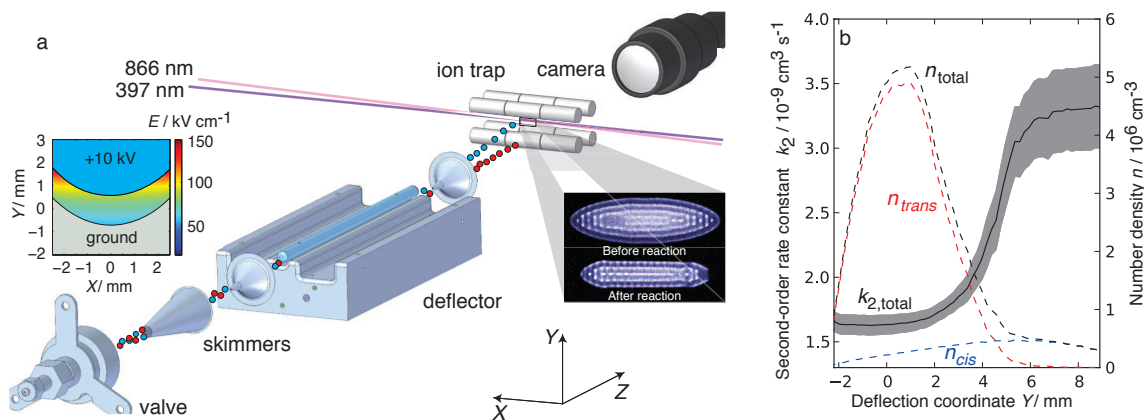 a
866 nm
397 nm
ion trap
camera
E / kV cm⁻¹
150
100
50
+10 kV
ground
Y / mm
3
2
1
0
−1
−2
−2
−1
0
1
2
X / mm
Before reaction
After reaction
deflector
skimmers
valve
Y
Z
X
b
Second-order rate constant k₂ / 10⁻⁹ cm³ s⁻¹
4.0
3.5
3.0
2.5
2.0
1.5
n_total
n_trans
k_2,total
n_cis
6
5
4
3
2
1
0
Number density n / 10⁶ cm⁻³
−2
0
2
4
6
8
Deflection coordinate Y / mm